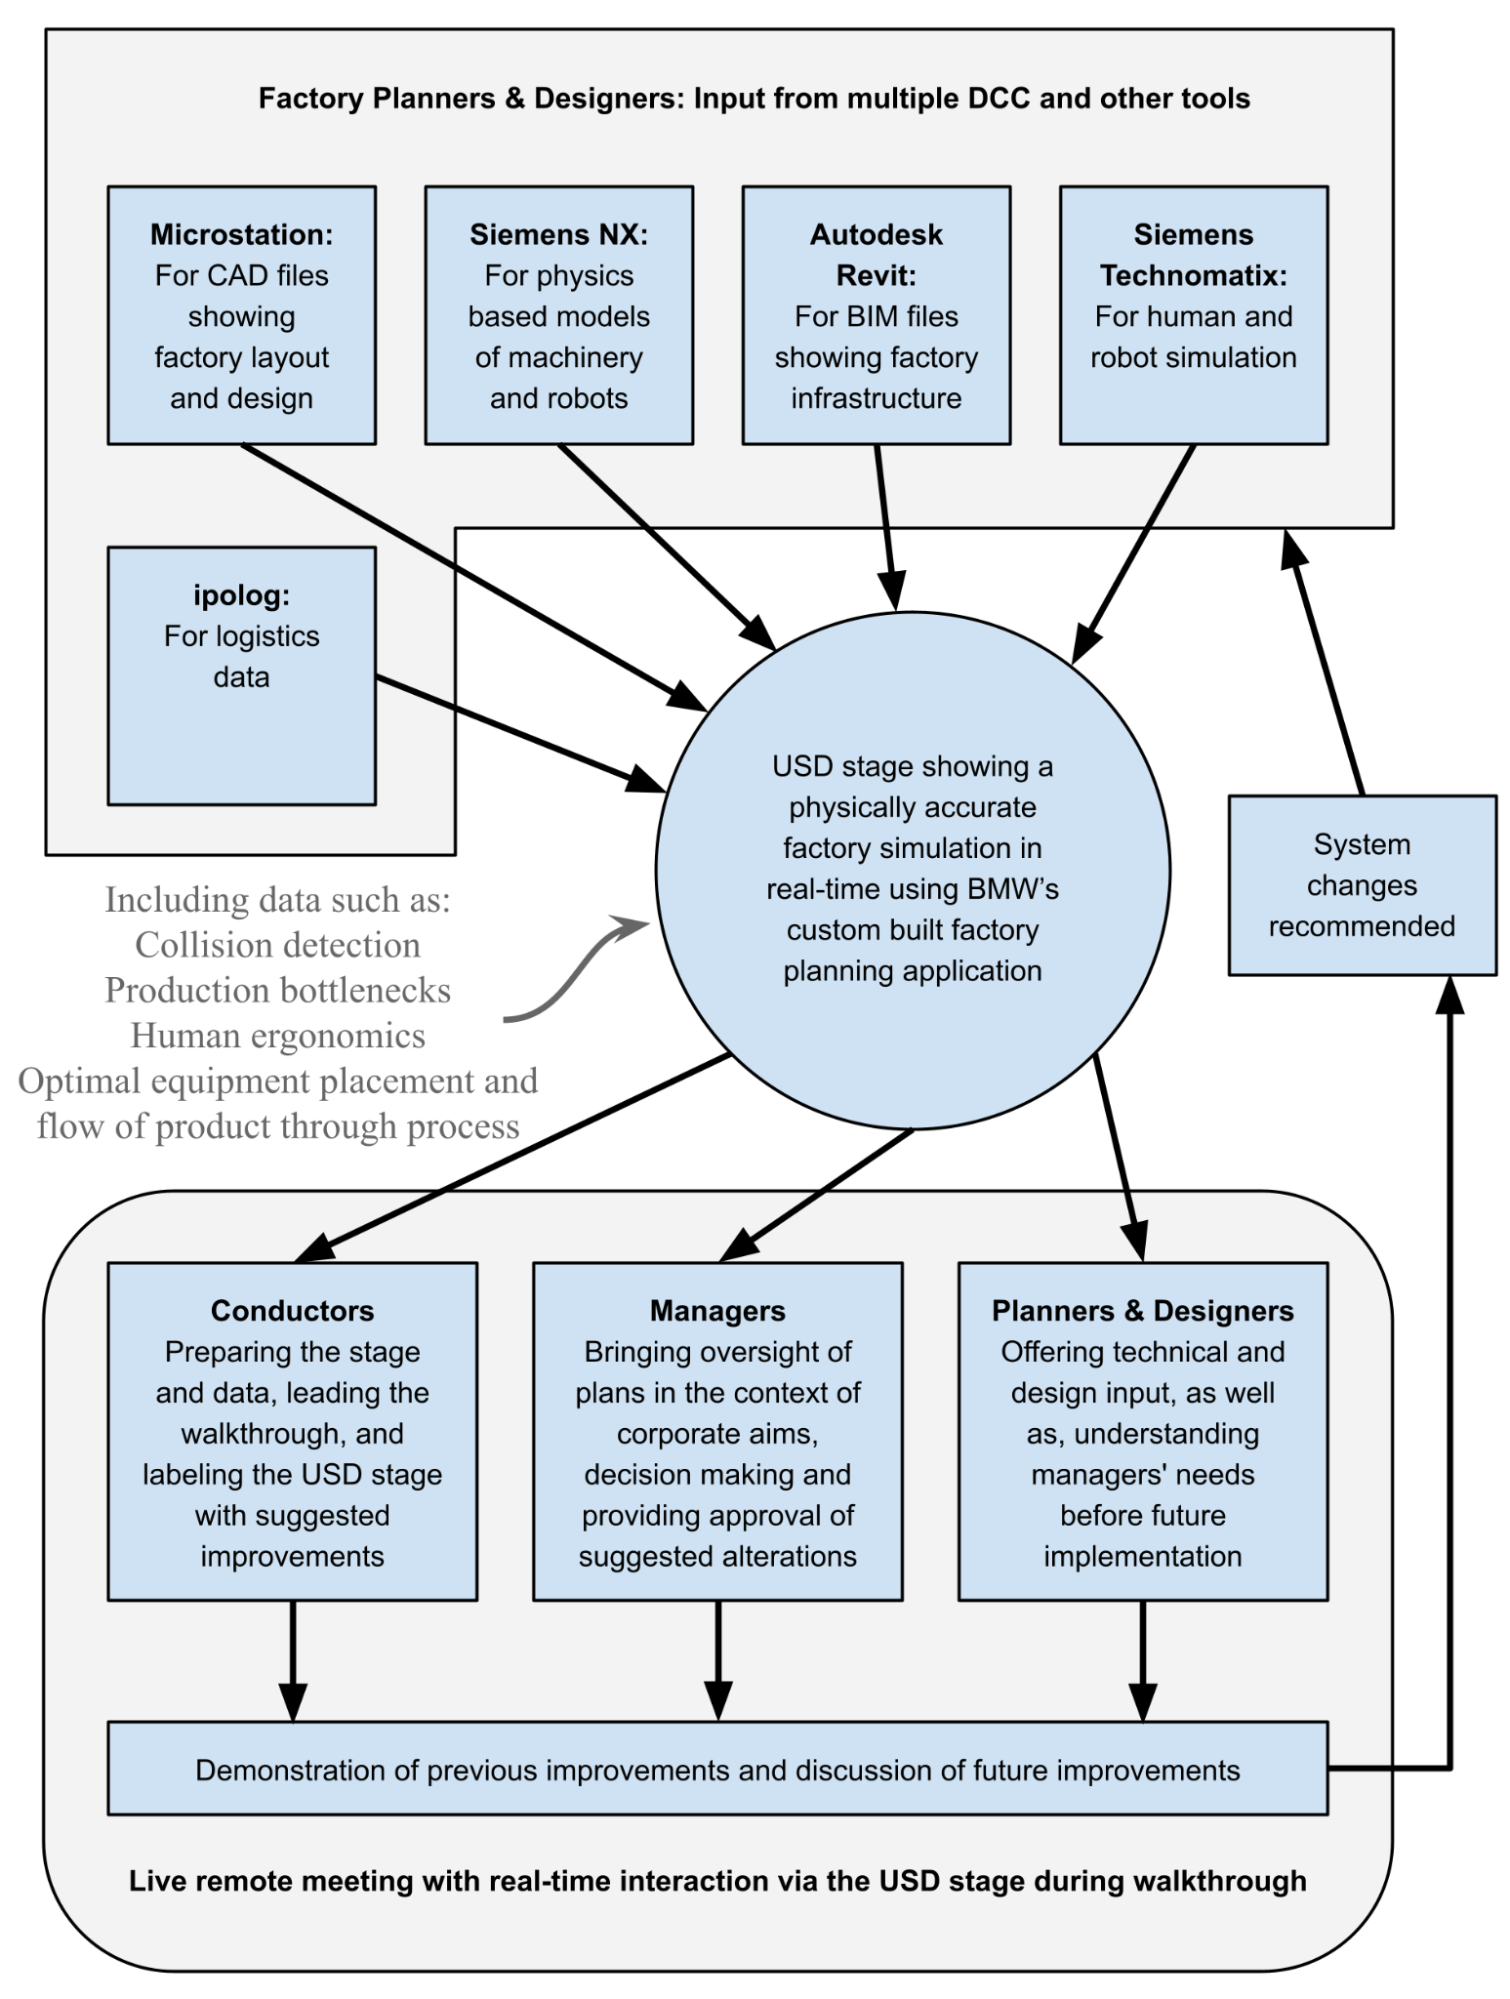 Factory Planners & Designers: Input from multiple DCC and other tools
Microstation:
For CAD files
showing
factory layout
and design
Siemens NX:
For physics
based models
of machinery
and robots
Autodesk
Revit:
For BIM files
showing factory
infrastructure
Siemens
Technomatix:
For human and
robot simulation
ipolog:
For logistics
data
USD stage showing a
physically accurate
factory simulation in
real-time using BMW’s
custom built factory
planning application
System
changes
recommended
Including data such as:
Collision detection
Production bottlenecks
Human ergonomics
Optimal equipment placement and
flow of product through process
Conductors
Preparing the stage
and data, leading the
walkthrough, and
labeling the USD stage
with suggested
improvements
Managers
Bringing oversight of
plans in the context of
corporate aims,
decision making and
providing approval of
suggested alterations
Planners & Designers
Offering technical and
design input, as well
as, understanding
managers' needs
before future
implementation
Demonstration of previous improvements and discussion of future improvements
Live remote meeting with real-time interaction via the USD stage during walkthrough